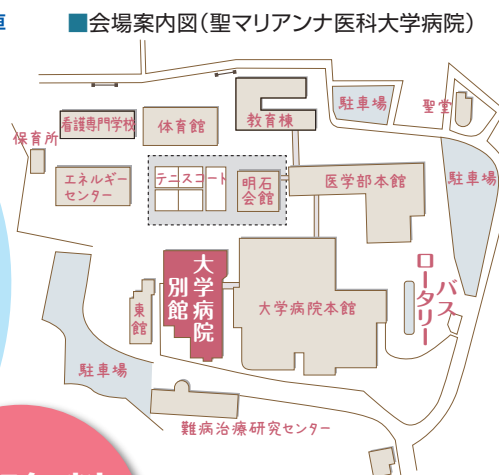 ■会場案内図(聖マリアンナ医科大学病院)
駐車場
聖堂
教育棟
看護専門学校
体育館
保育所
エネルギー
センター
テニスコート
明石
会館
医学部本館
駐車場
大学病院
別館
大学病院本館
バス
ロータリー
東館
駐車場
難病治療研究センター